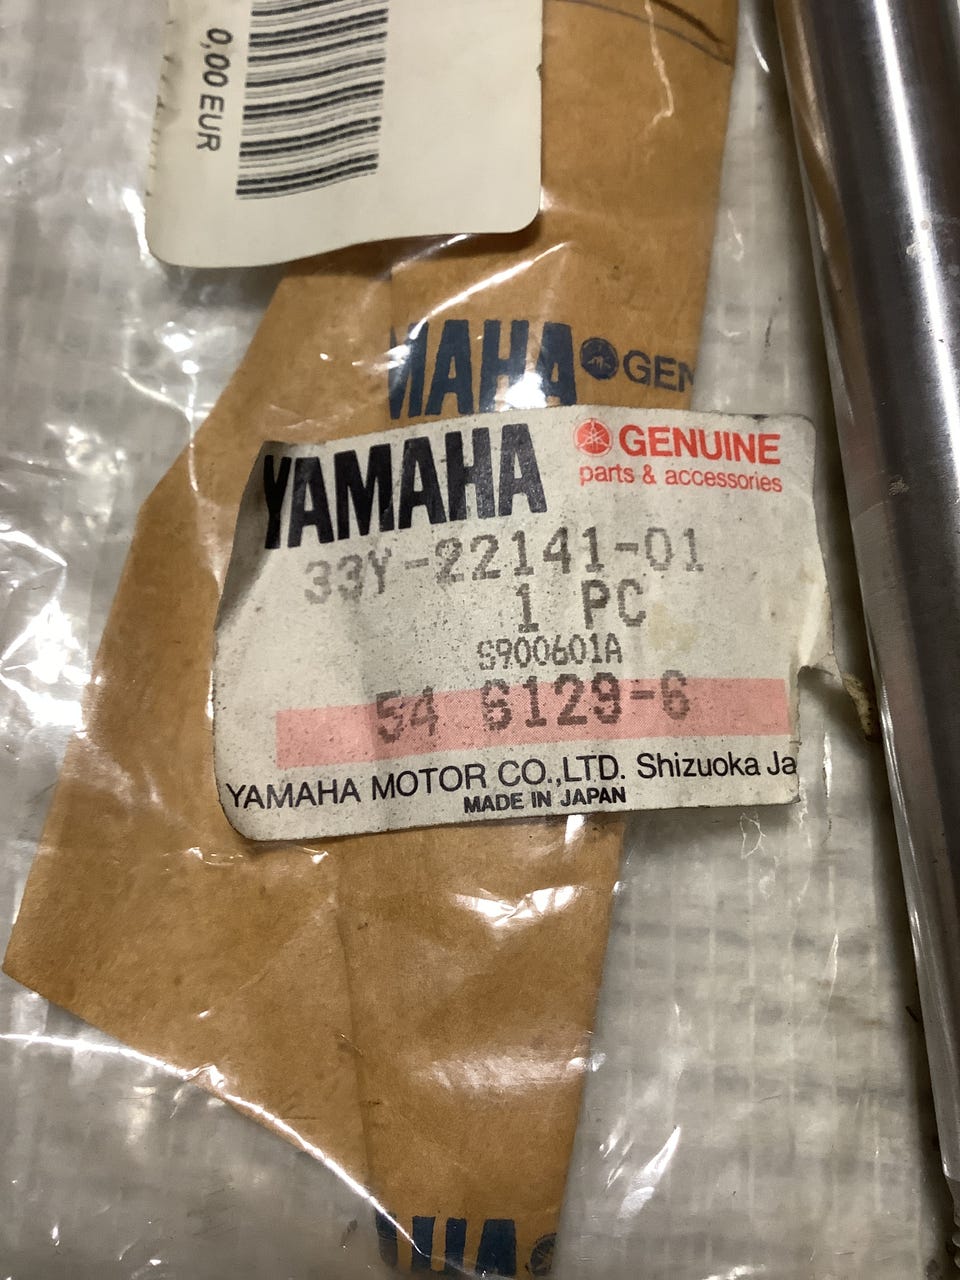 0,00 EUR
MAHA GEN
YAMAHA
GENUINE
parts & accessories
33Y-22141-01
1 PC
S900601A
54 6129-6
YAMAHA MOTOR CO.,LTD. Shizuoka Ja
MADE IN JAPAN